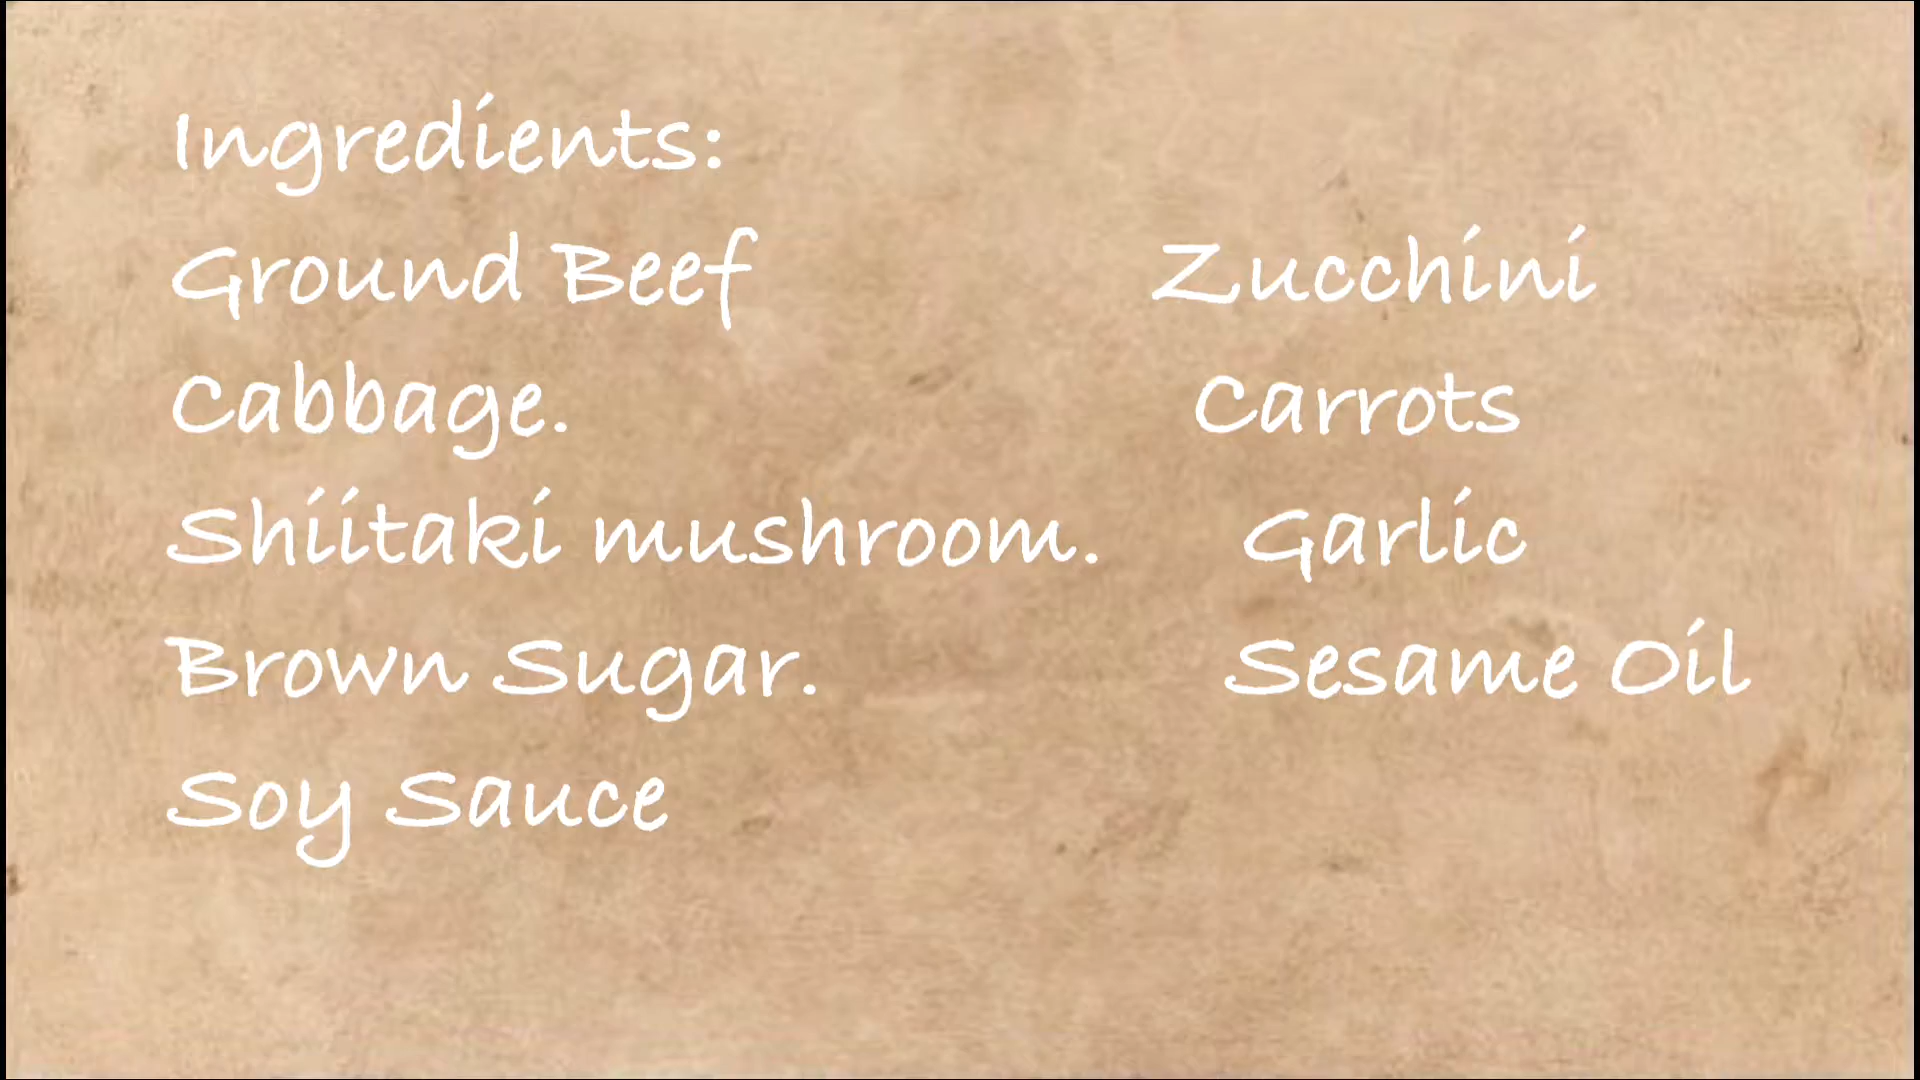 Ingredients:
Ground Beef Zucchini
Cabbage. Carrots
Shiitaki mushroom. Garlic
Brown Sugar. Sesame Oil
Soy Sauce